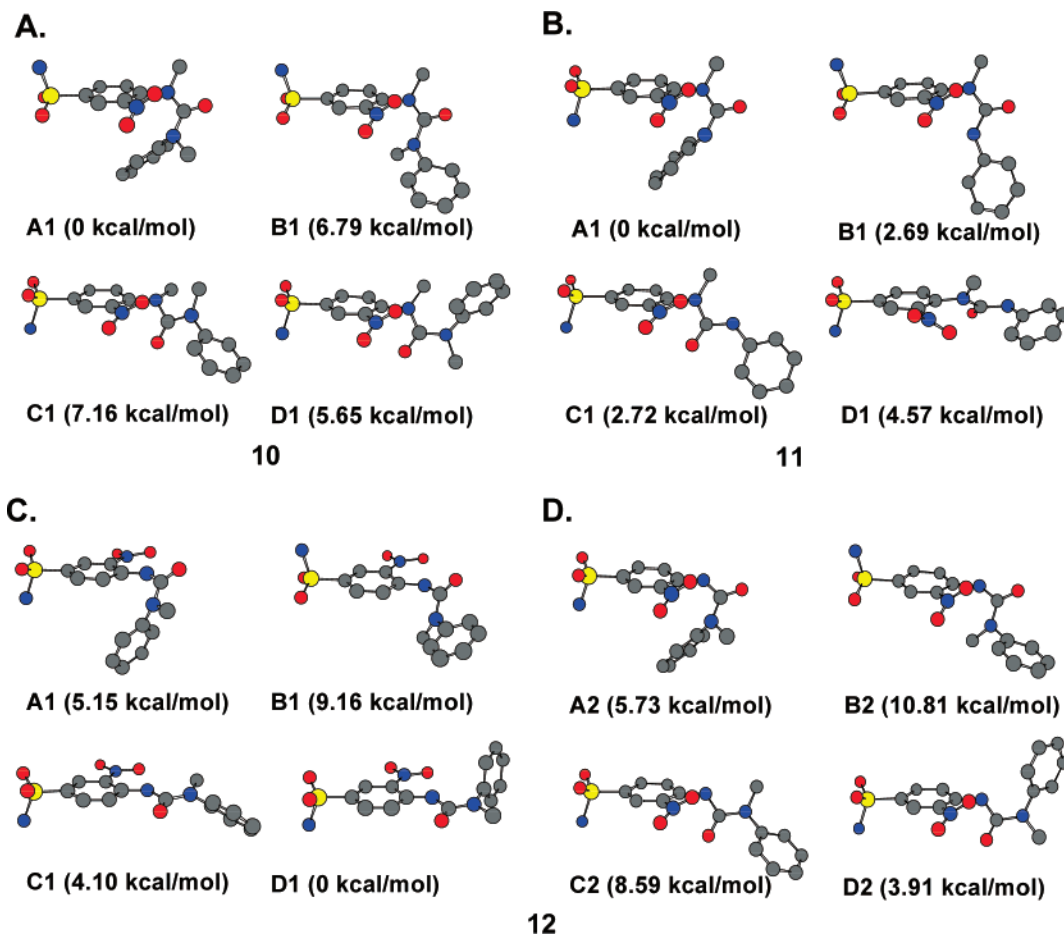 A.
B.
A1 (0 kcal/mol)
B1 (6.79 kcal/mol)
A1 (0 kcal/mol)
B1 (2.69 kcal/mol)
C1 (7.16 kcal/mol)
D1 (5.65 kcal/mol)
C1 (2.72 kcal/mol)
D1 (4.57 kcal/mol)
10
11
C.
D.
A1 (5.15 kcal/mol)
B1 (9.16 kcal/mol)
A2 (5.73 kcal/mol)
B2 (10.81 kcal/mol)
C1 (4.10 kcal/mol)
D1 (0 kcal/mol)
C2 (8.59 kcal/mol)
D2 (3.91 kcal/mol)
12